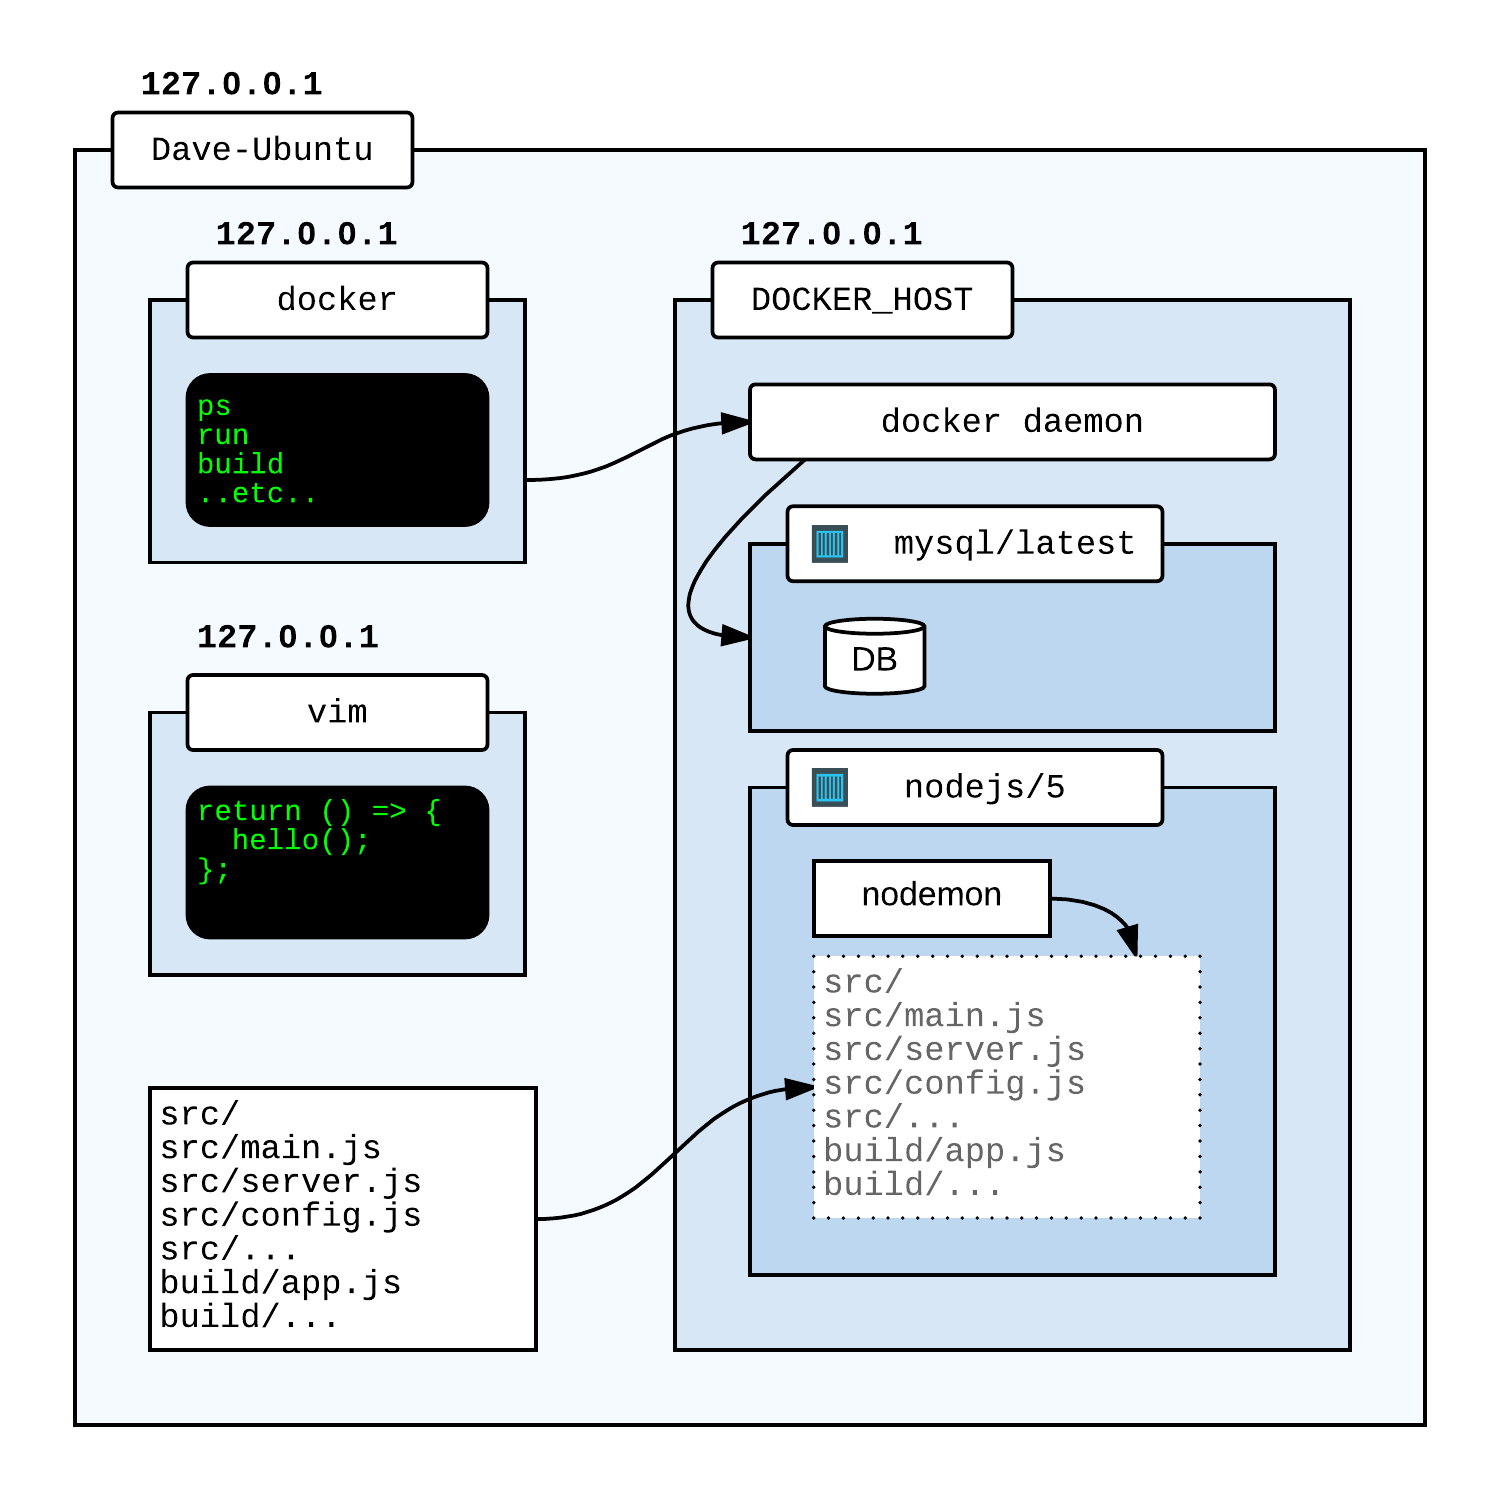 127.0.0.1
Dave-Ubuntu
127.0.0.1
docker
ps
run
build
..etc..
127.0.0.1
vim
return () => {
  hello();
};
src/
src/main.js
src/server.js
src/config.js
src/...
build/app.js
build/...
127.0.0.1
DOCKER_HOST
docker daemon
mysql/latest
DB
nodejs/5
nodemon
src/
src/main.js
src/server.js
src/config.js
src/...
build/app.js
build/...